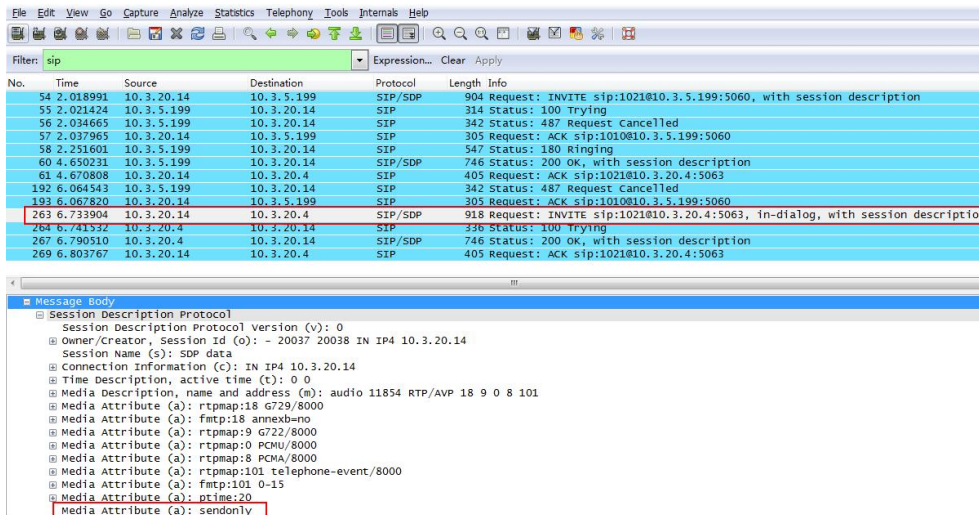 File Edit View Go Capture Analyze Statistics Telephony Tools Internals Help
Filter: sip Expression... Clear Apply
No. Time Source Destination Protocol Length Info
54 2.018991 10.3.20.14 10.3.5.199 SIP/SDP 904 Request: INVITE sip:1021@10.3.5.199:5060, with session description
55 2.021424 10.3.5.199 10.3.20.14 SIP 314 Status: 100 Trying
56 2.034665 10.3.5.199 10.3.20.14 SIP 342 Status: 487 Request Cancelled
57 2.037965 10.3.20.14 10.3.5.199 SIP 305 Request: ACK sip:1010@10.3.5.199:5060
58 2.251601 10.3.5.199 10.3.20.14 SIP 547 Status: 180 Ringing
60 4.650231 10.3.5.199 10.3.20.14 SIP/SDP 746 Status: 200 OK, with session description
61 4.670808 10.3.20.14 10.3.20.4 SIP 405 Request: ACK sip:1021@10.3.20.4:5063
192 6.064543 10.3.5.199 10.3.20.14 SIP 342 Status: 487 Request Cancelled
193 6.067820 10.3.20.14 10.3.5.199 SIP 305 Request: ACK sip:1010@10.3.5.199:5060
263 6.733904 10.3.20.14 10.3.20.4 SIP/SDP 918 Request: INVITE sip:1021@10.3.20.4:5063, in-dialog, with session descriptio
264 6.741532 10.3.20.4 10.3.20.14 SIP 336 Status: 100 Trying
267 6.790510 10.3.20.4 10.3.20.14 SIP/SDP 746 Status: 200 OK, with session description
269 6.803767 10.3.20.14 10.3.20.4 SIP 405 Request: ACK sip:1021@10.3.20.4:5063
Message Body
Session Description Protocol
Session Description Protocol Version (v): 0
Owner/Creator, Session Id (o): - 20037 20038 IN IP4 10.3.20.14
Session Name (s): SDP data
Connection Information (c): IN IP4 10.3.20.14
Time Description, active time (t): 0 0
Media Description, name and address (m): audio 11854 RTP/AVP 18 9 0 8 101
Media Attribute (a): rtpmap:18 G729/8000
Media Attribute (a): fmtp:18 annexb=no
Media Attribute (a): rtpmap:9 G722/8000
Media Attribute (a): rtpmap:0 PCMU/8000
Media Attribute (a): rtpmap:8 PCMA/8000
Media Attribute (a): rtpmap:101 telephone-event/8000
Media Attribute (a): fmtp:101 0-15
Media Attribute (a): ptime:20
Media Attribute (a): sendonly